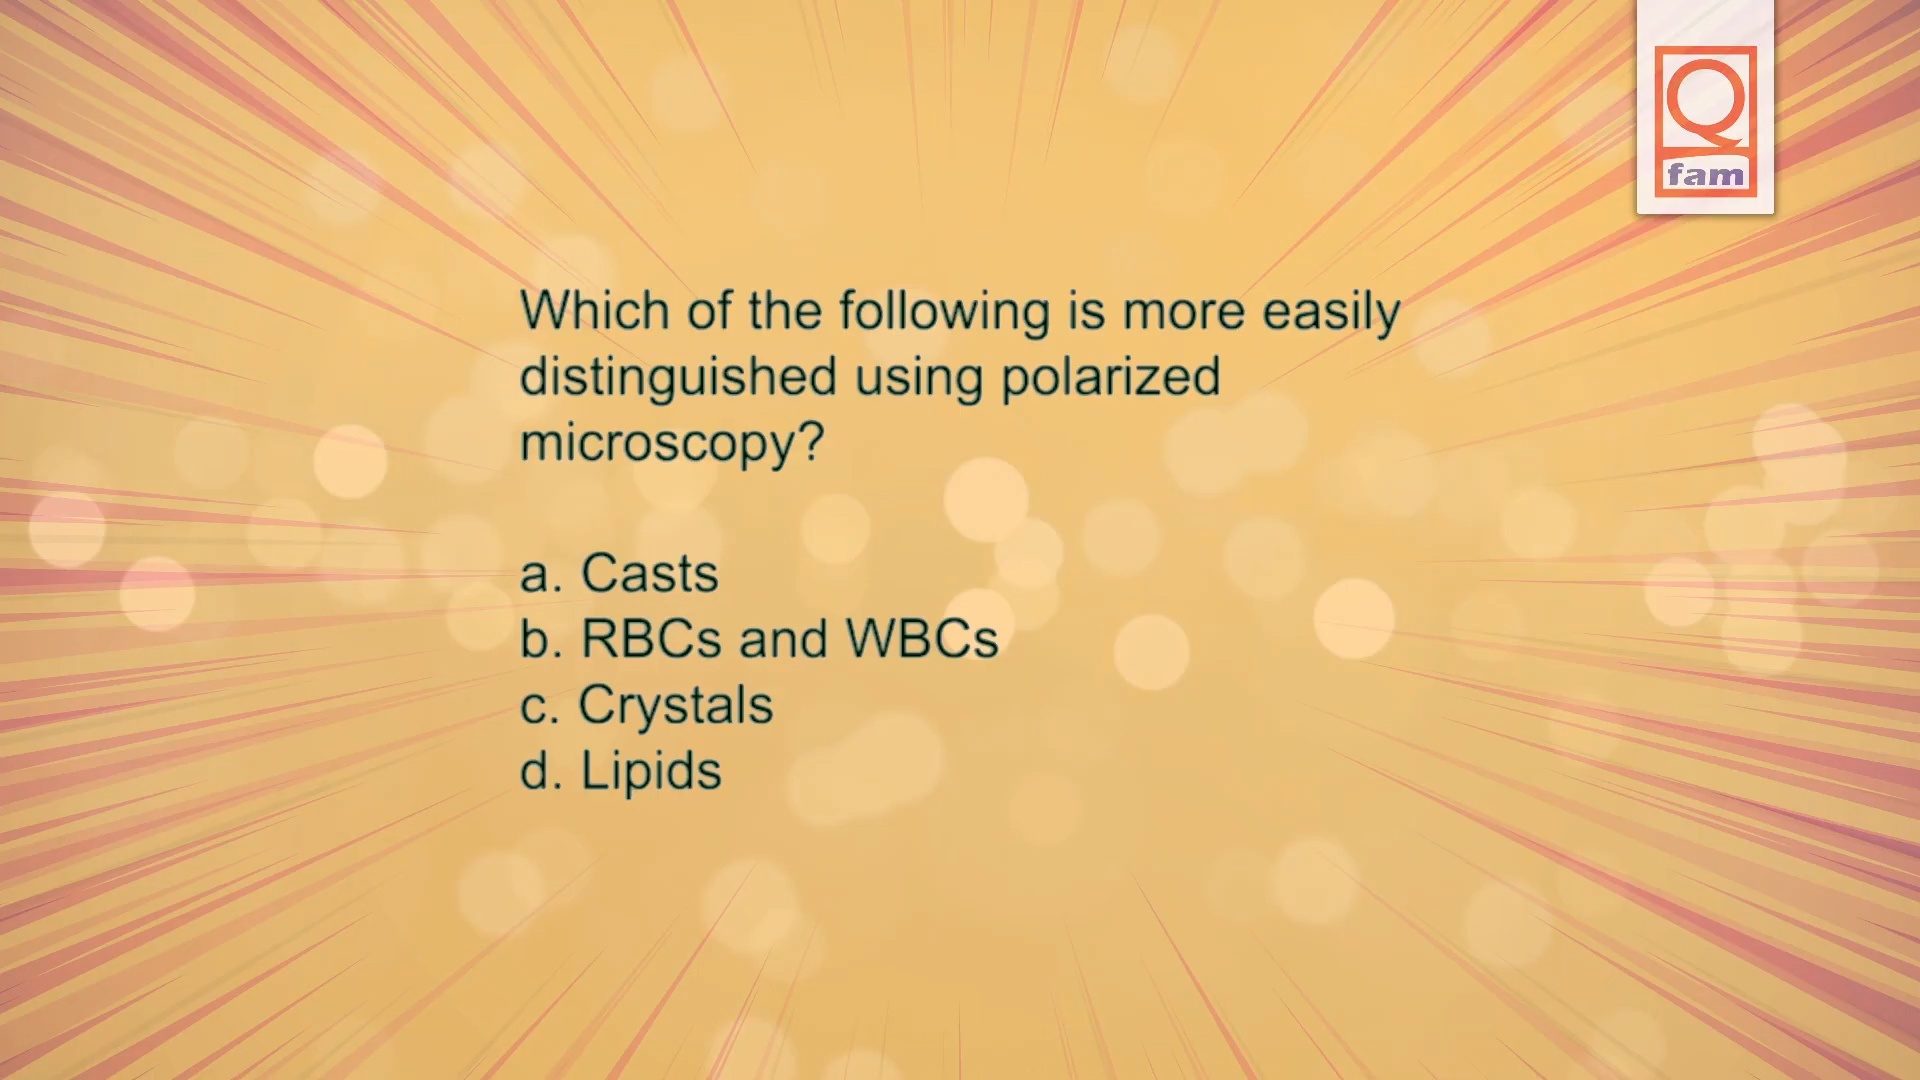 Q
fam
Which of the following is more easily
distinguished using polarized
microscopy?
a. Casts
b. RBCs and WBCs
c. Crystals
d. Lipids